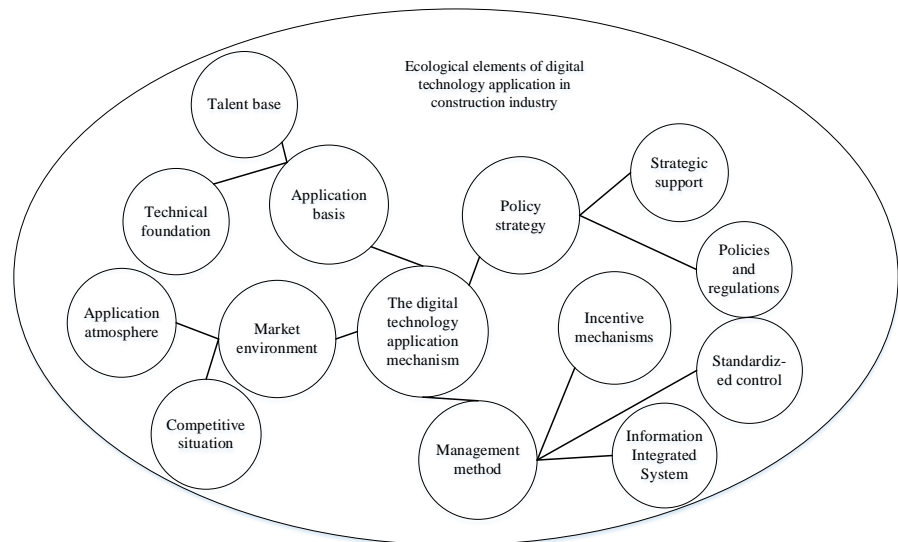 Ecological elements of digital
technology application in
construction industry
Talent base
Technical
foundation
Application
basis
Policy
strategy
Strategic
support
Policies
and
regulations
Application
atmosphere
Market
environment
The digital
technology
application
mechanism
Incentive
mechanisms
Standardiz-
ed control
Competitive
situation
Management
method
Information
Integrated
System